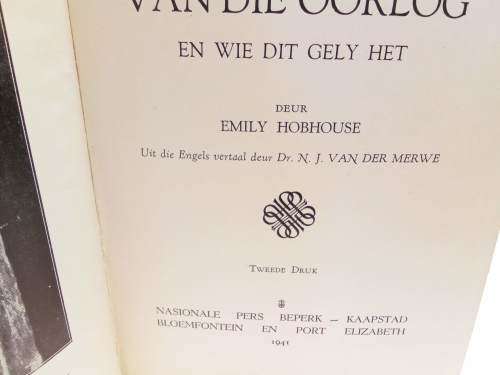 VAN DIE OORLOG
EN WIE DIT GELY HET
DEUR
EMILY HOBHOUSE
Uit die Engels vertaal deur Dr. N. J. VAN DER MERWE
TWEEDE DRUK
NASIONALE PERS BEPERK — KAAPSTAD
BLOEMFONTEIN EN PORT ELIZABETH
1941